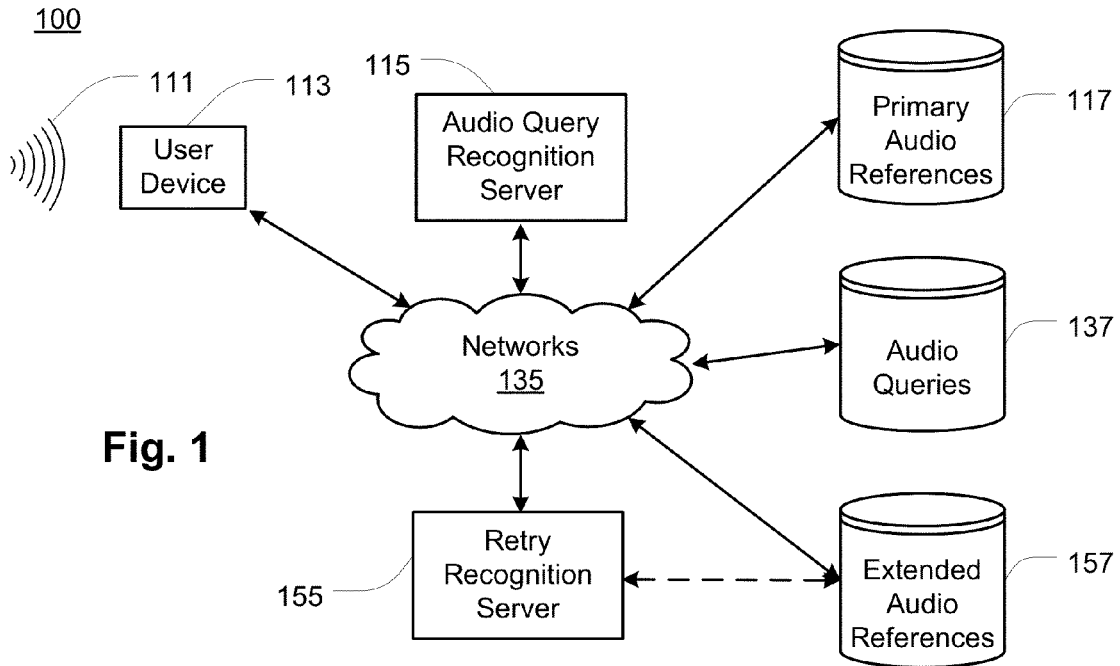 100
111
113
115
117
User
Device
Audio Query
Recognition
Server
Primary
Audio
References
Networks
135
Audio
Queries
137
Fig. 1
Retry
Recognition
Server
155
Extended
Audio
References
157